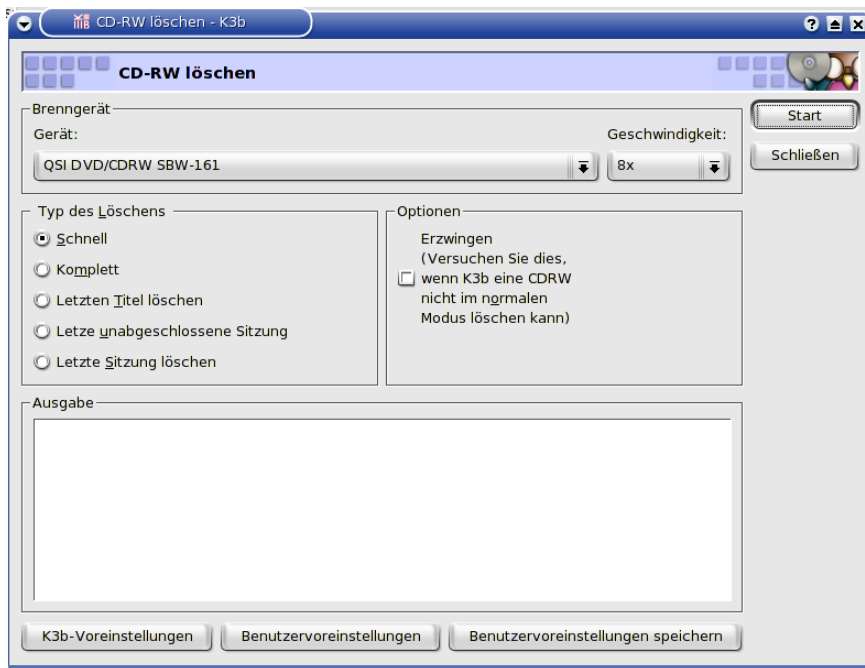 CD-RW löschen - K3b
CD-RW löschen
Brenngerät
Gerät:
Geschwindigkeit:
QSI DVD/CDRW SBW-161
8x
Start
Schließen
Typ des Löschens
Schnell
Komplett
Letzten Titel löschen
Letze unabgeschlossene Sitzung
Letzte Sitzung löschen
Optionen
Erzwingen
(Versuchen Sie dies,
wenn K3b eine CDRW
nicht im normalen
Modus löschen kann)
Ausgabe
K3b-Voreinstellungen
Benutzervoreinstellungen
Benutzervoreinstellungen speichern